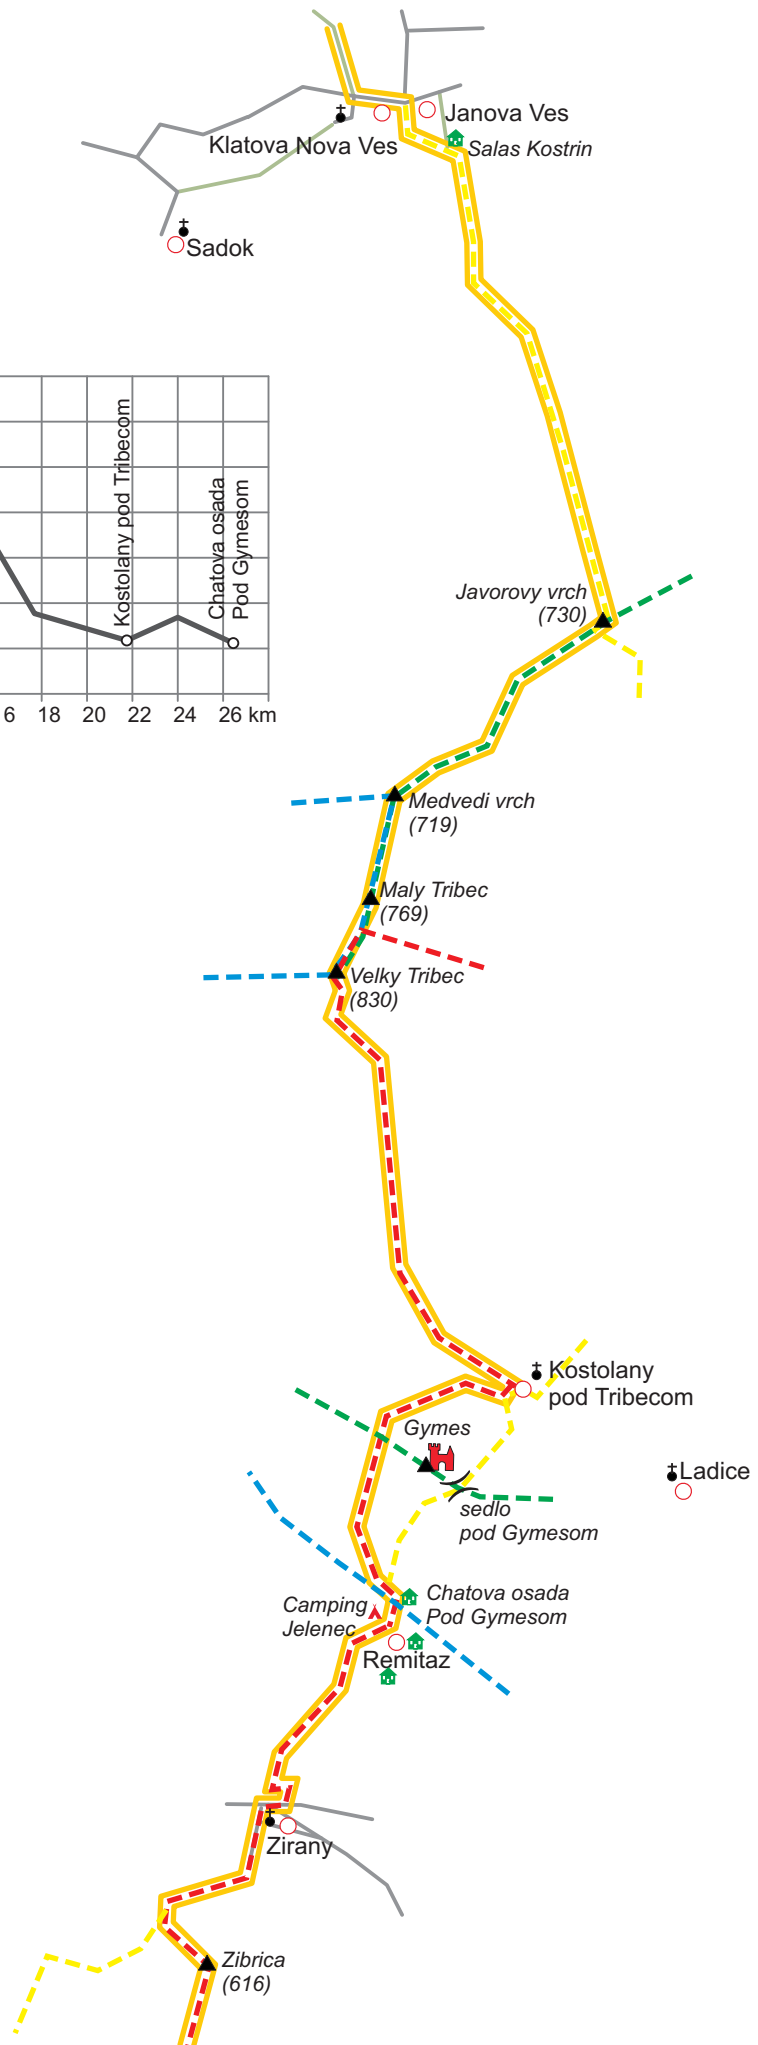 Janova Ves
Klatova Nova Ves
Salas Kostrin
Sadok
Kostolany pod Tribecom
Chatova osada
Pod Gymesom
6 18 20 22 24 26 km
Javorovy vrch
(730)
Medvedi vrch
(719)
Maly Tribec
(769)
Velky Tribec
(830)
Kostolany
pod Tribecom
Gymes
Ladice
sedlo
pod Gymesom
Chatova osada
Pod Gymesom
Camping
Jelenec
Remitaz
Zirany
Zibrica
(616)